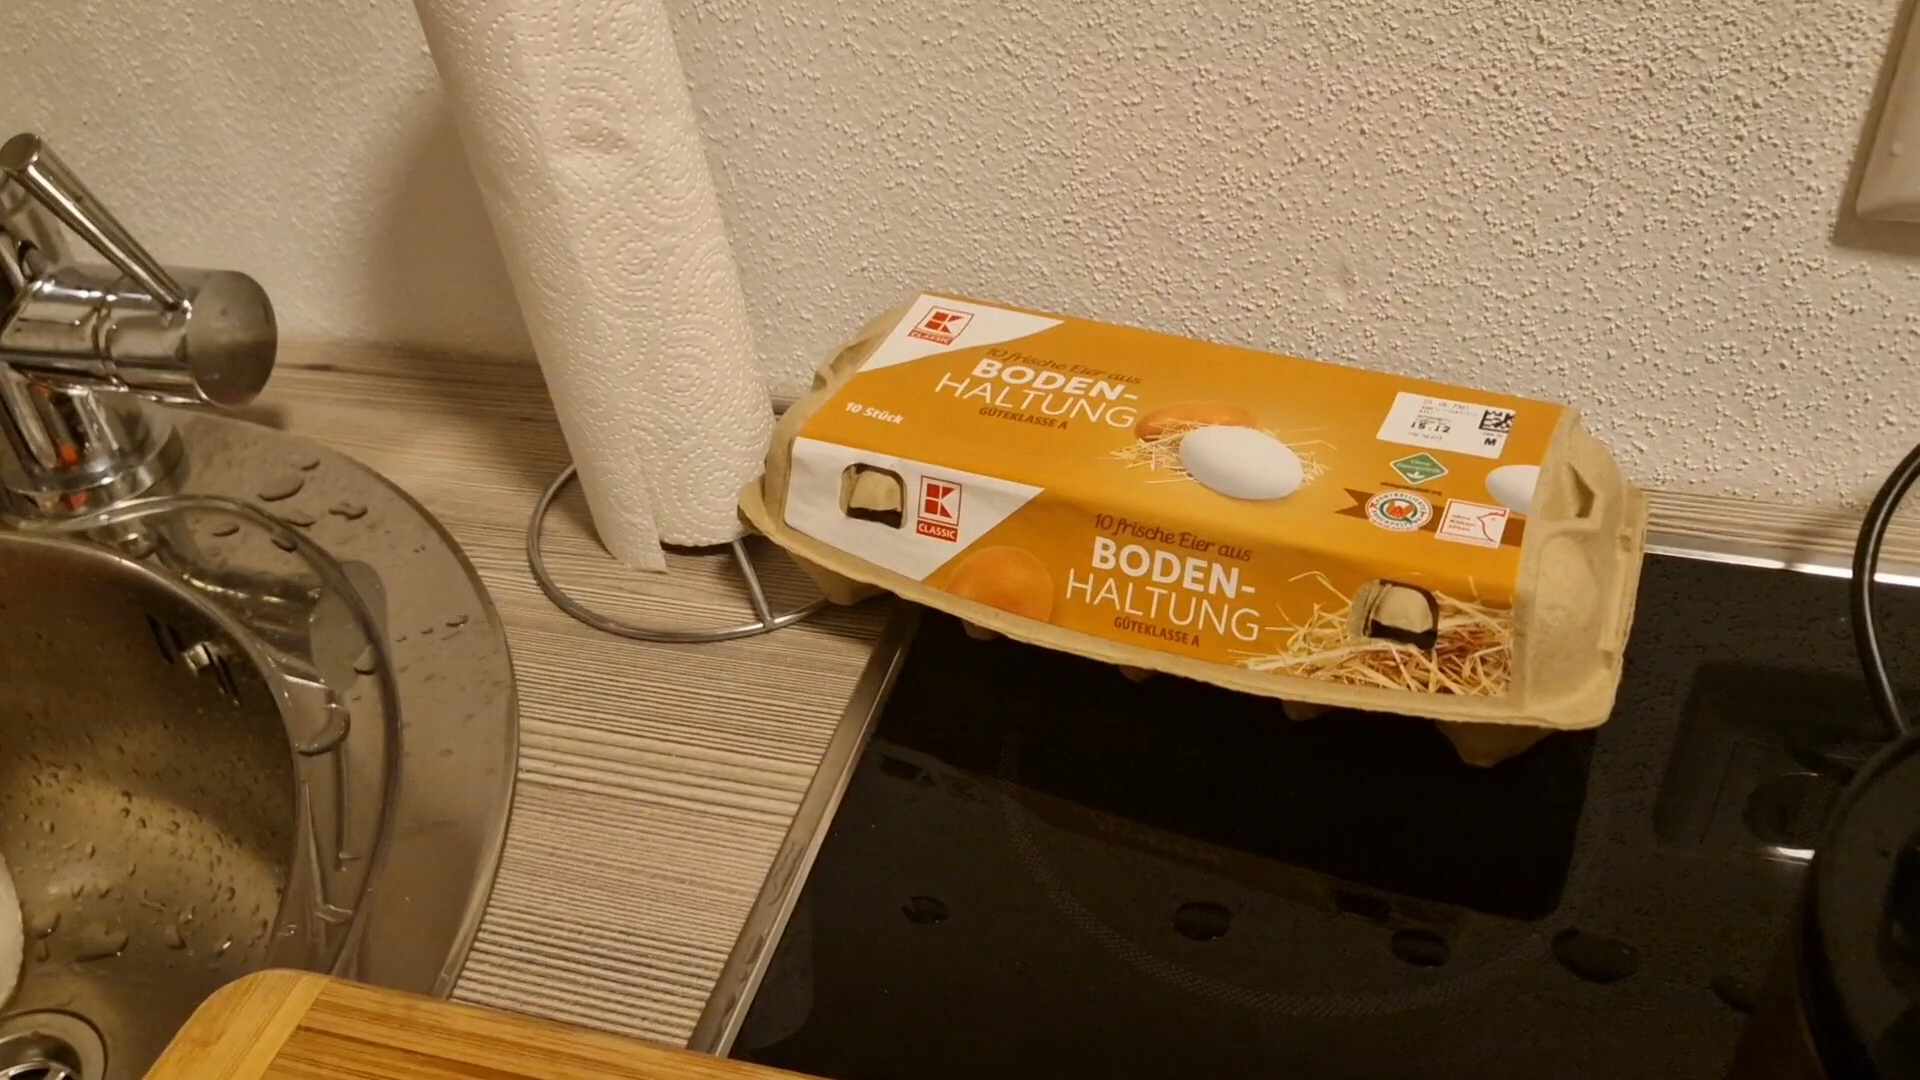 K
CLASSIC
10 frische Eier aus
BODEN-
HALTUNG
GÜTEKLASSE A
10 Stück
15.12
M
K
CLASSIC
10 frische Eier aus
BODEN-
HALTUNG
GÜTEKLASSE A